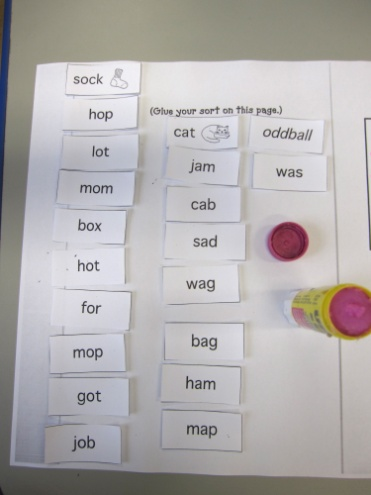 sock
hop
lot
mom
box
hot
for
mop
got
job
(Glue your sort on this page.)
cat
jam
cab
sad
wag
bag
ham
map
oddball
was